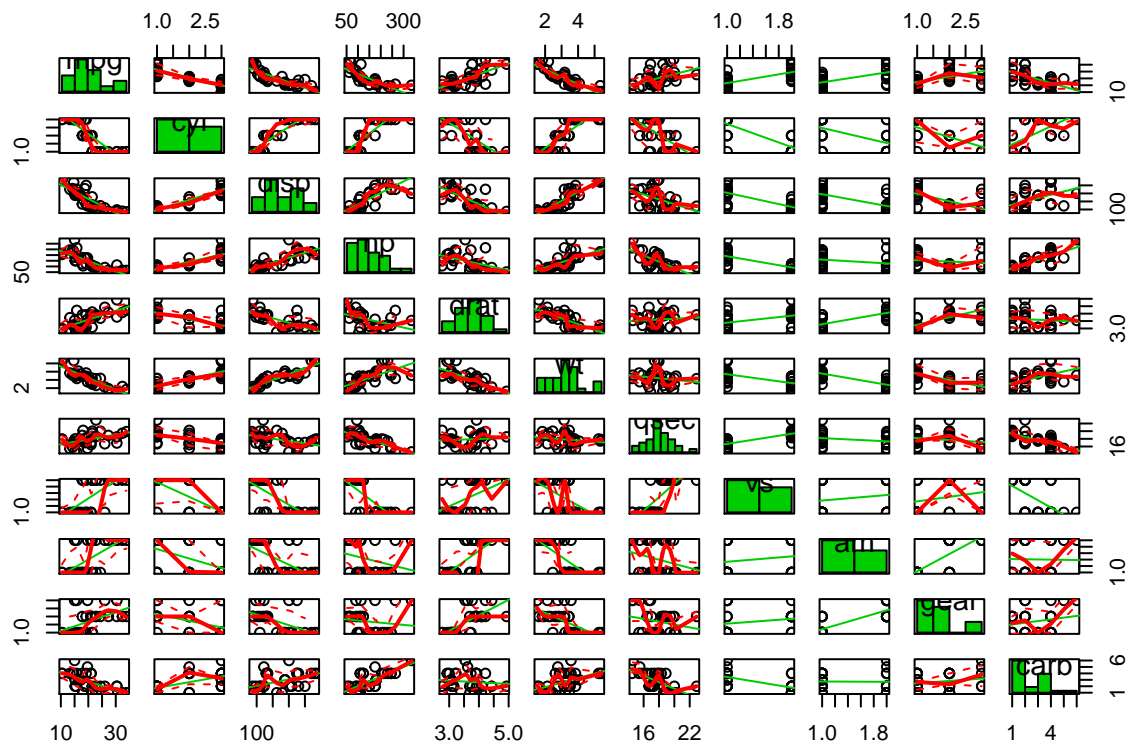 1.0 2.5 50 300 2 4 1.0 1.8 1.0 2.5
mpg 10
1.0 cyl
disp 100
50 hp
drat 3.0
2 wt
qsec 16
1.0 vs
am 1.0
1.0 gear
carb 1 6
10 30 100 3.0 5.0 16 22 1.0 1.8 1 4